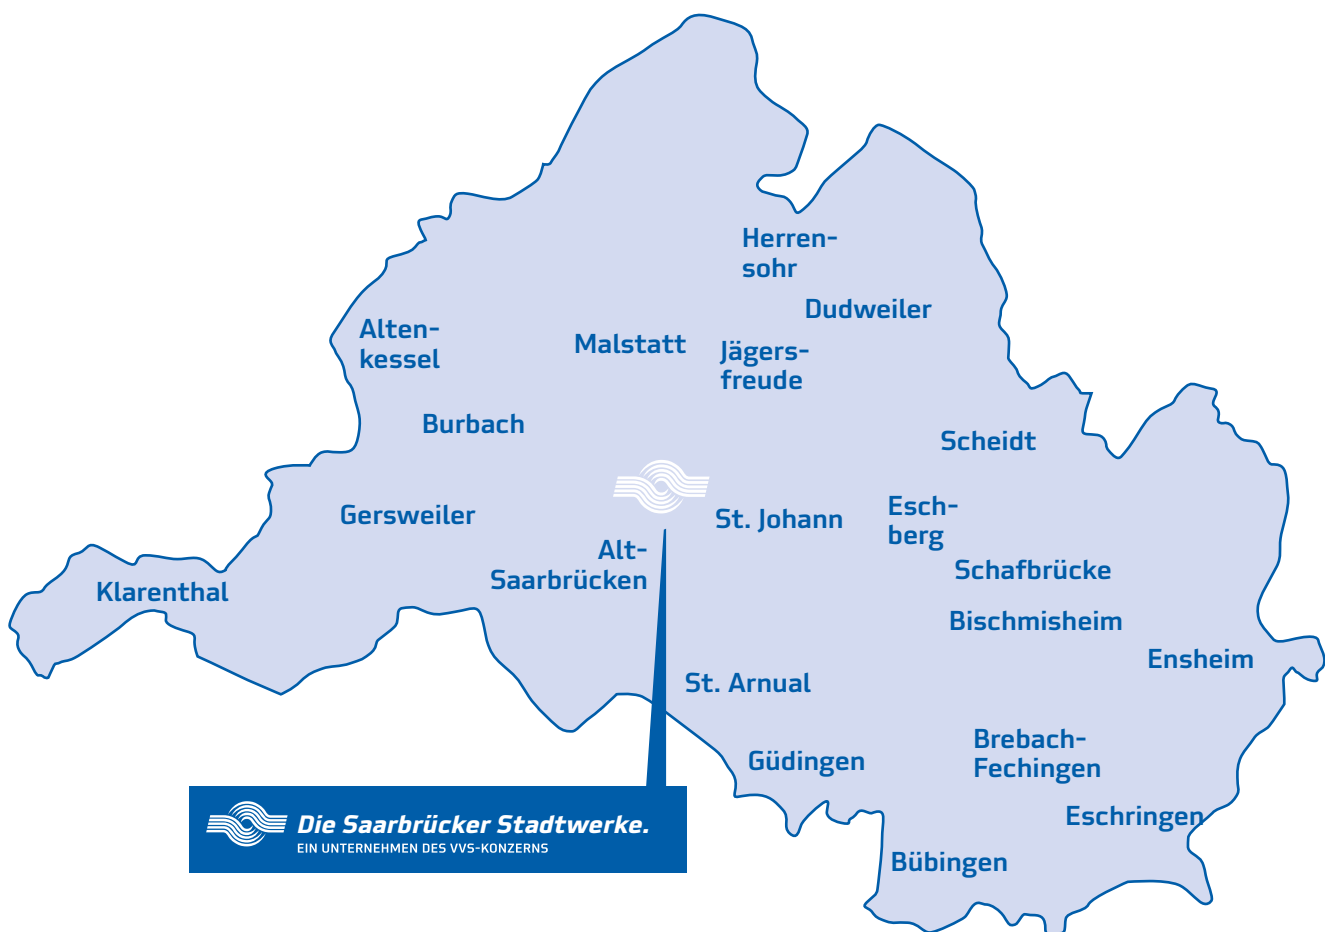 Herren-
sohr
Dudweiler
Alten-
kessel
Malstatt
Jägers-
freude
Burbach
Scheidt
Gersweiler
St. Johann
Esch-
berg
Alt-
Saarbrücken
Schafbrücke
Klarenthal
Bischmisheim
Ensheim
St. Arnual
Güdingen
Brebach-
Fechingen
Eschringen
Bübingen
Die Saarbrücker Stadtwerke.
EIN UNTERNEHMEN DES VVS-KONZERNS